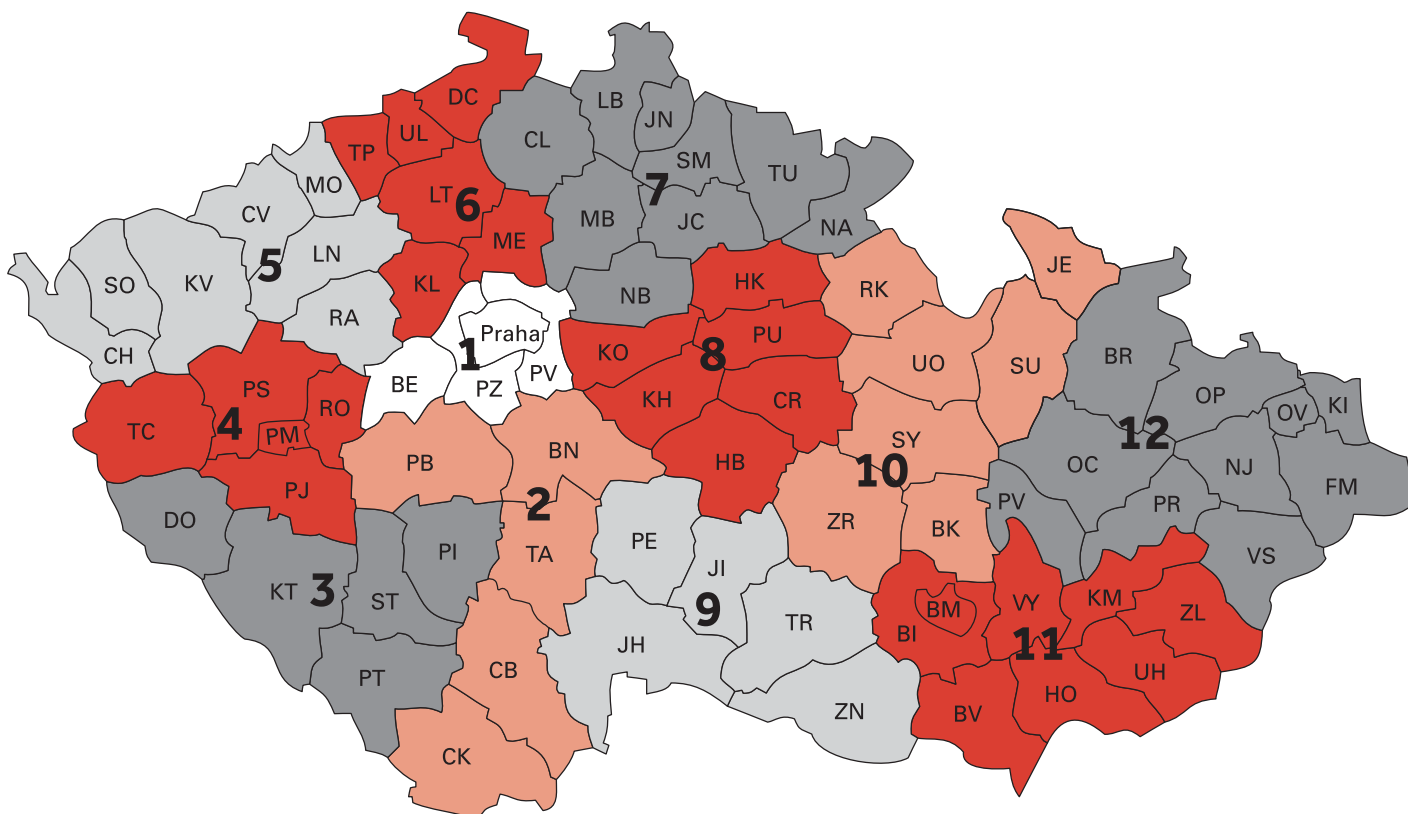 DC
LB
UL
JN
CL
TP
SM
TU
MO
LT
6
7
CV
MB
JC
NA
ME
LN
5
JE
SO
KV
KL
HK
RK
NB
RA
Praha
PU
1
KO
8
CH
BR
UO
SU
PV
BE
PZ
PS
OP
KH
CR
RO
OV
KI
TC
4
PM
12
SY
BN
PB
HB
10
OC
NJ
PJ
FM
PV
PR
2
DO
ZR
BK
PE
PI
TA
VS
JI
KT
3
ST
9
VY
KM
BM
ZL
TR
BI
11
JH
CB
PT
UH
HO
ZN
BV
CK